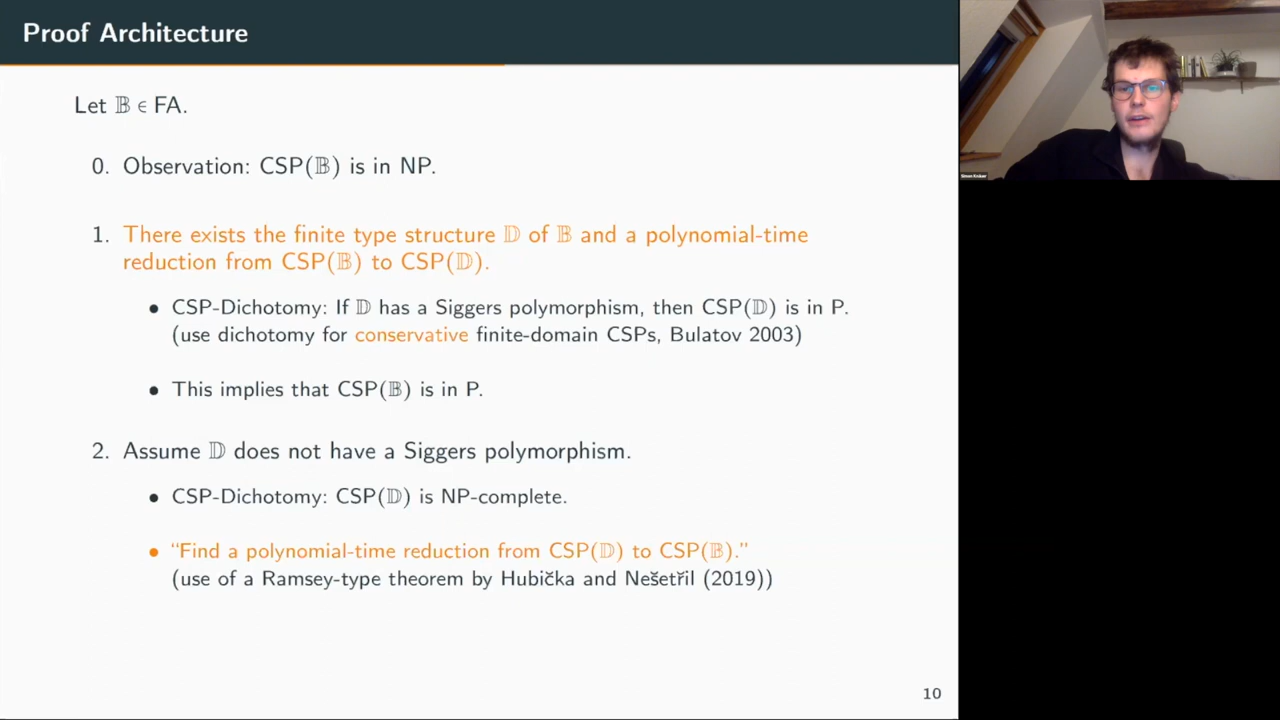 Proof Architecture
Let 𝔹 ∈ FA.
0. Observation: CSP(𝔹) is in NP.
1. There exists the finite type structure 𝔻 of 𝔹 and a polynomial-time
reduction from CSP(𝔹) to CSP(𝔻).
• CSP-Dichotomy: If 𝔻 has a Siggers polymorphism, then CSP(𝔻) is in P.
(use dichotomy for conservative finite-domain CSPs, Bulatov 2003)
• This implies that CSP(𝔹) is in P.
2. Assume 𝔻 does not have a Siggers polymorphism.
• CSP-Dichotomy: CSP(𝔻) is NP-complete.
• “Find a polynomial-time reduction from CSP(𝔻) to CSP(𝔹).”
(use of a Ramsey-type theorem by Hubička and Nešetřil (2019))
10